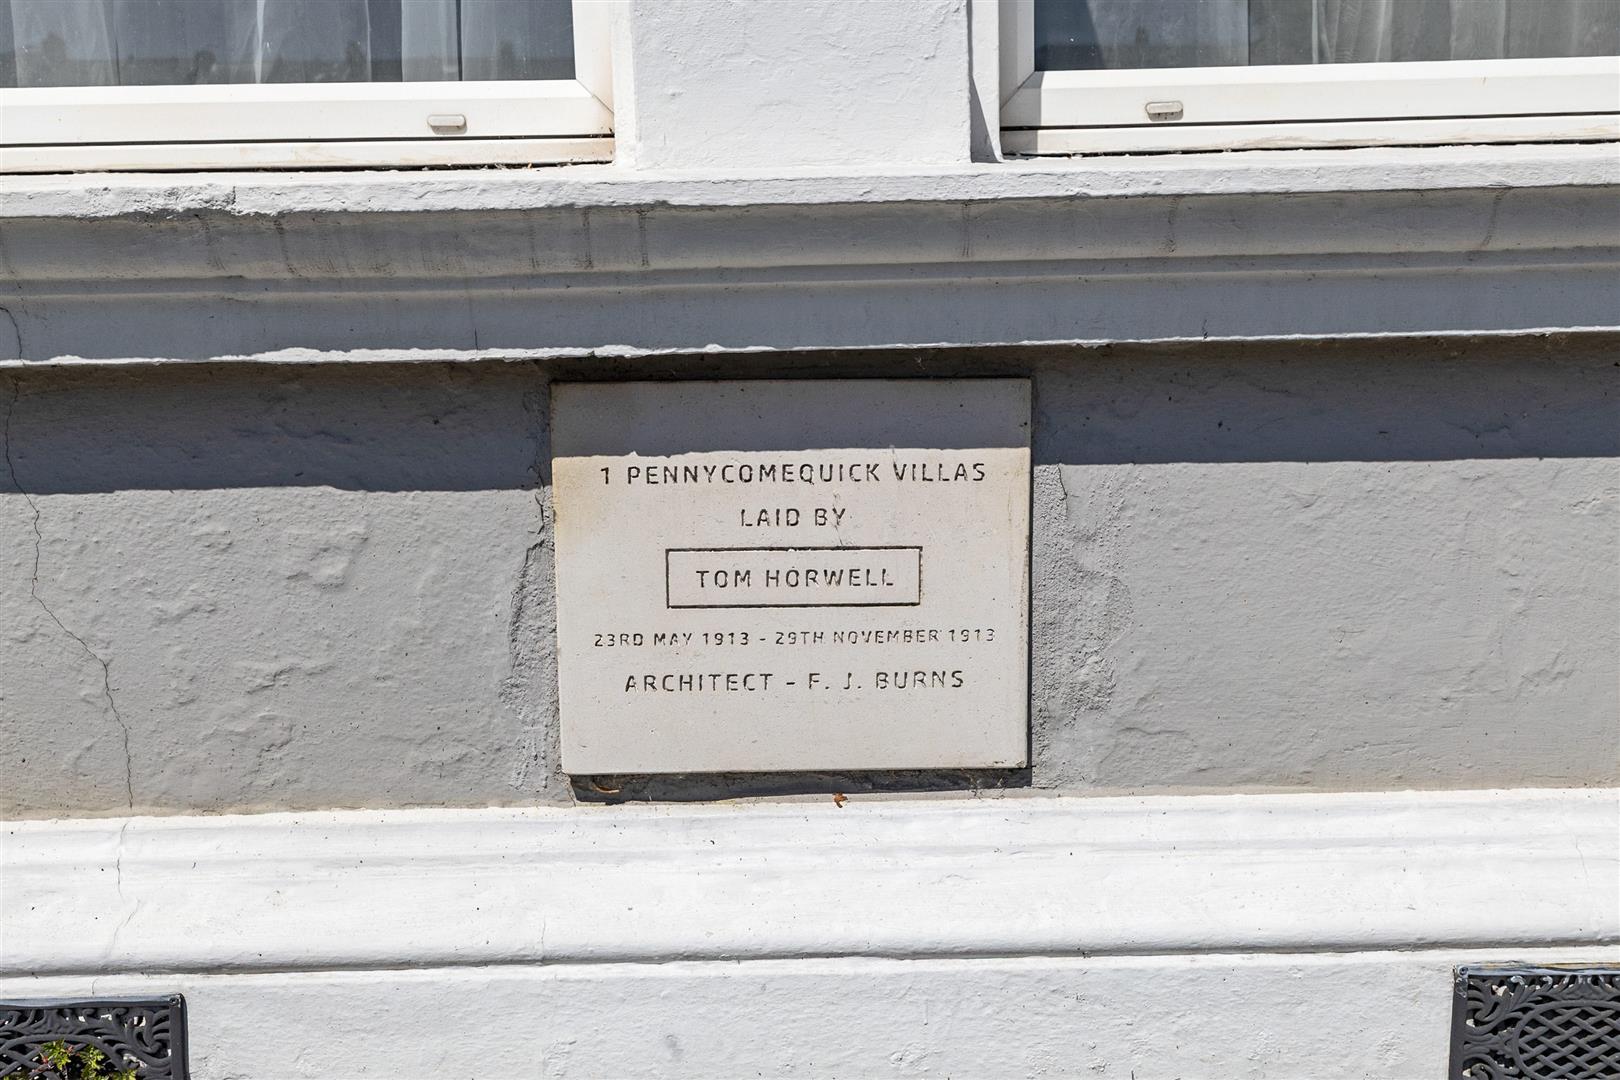 1 PENNYCOMEQUICK VILLAS
LAID BY
TOM HORWELL
23RD MAY 1913 - 29TH NOVEMBER 1913
ARCHITECT - F. J. BURNS